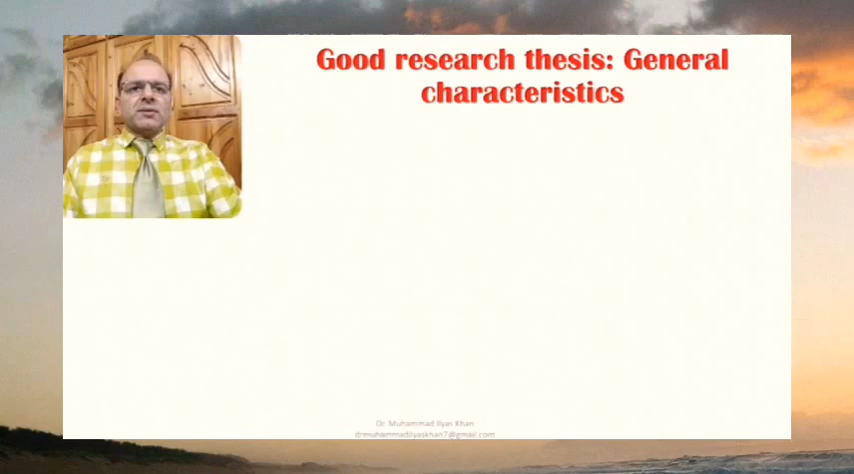 Good research thesis: General
characteristics
Dr. Muhammad Ilyas Khan
drmuhammadilyaskhan7@gmail.com